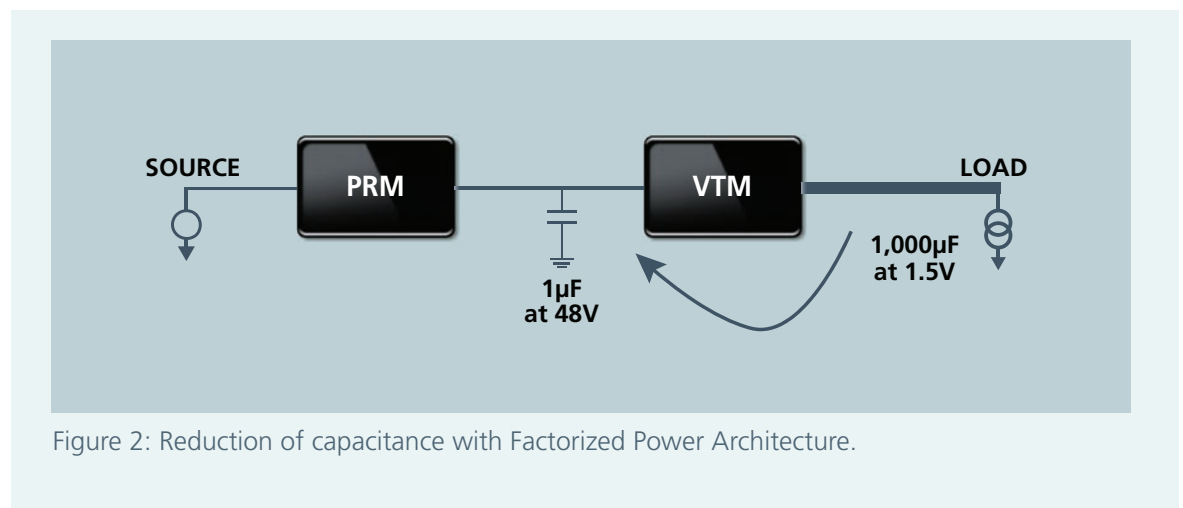 SOURCE
PRM
VTM
LOAD
1µF
at 48V
1,000µF
at 1.5V
Figure 2: Reduction of capacitance with Factorized Power Architecture.